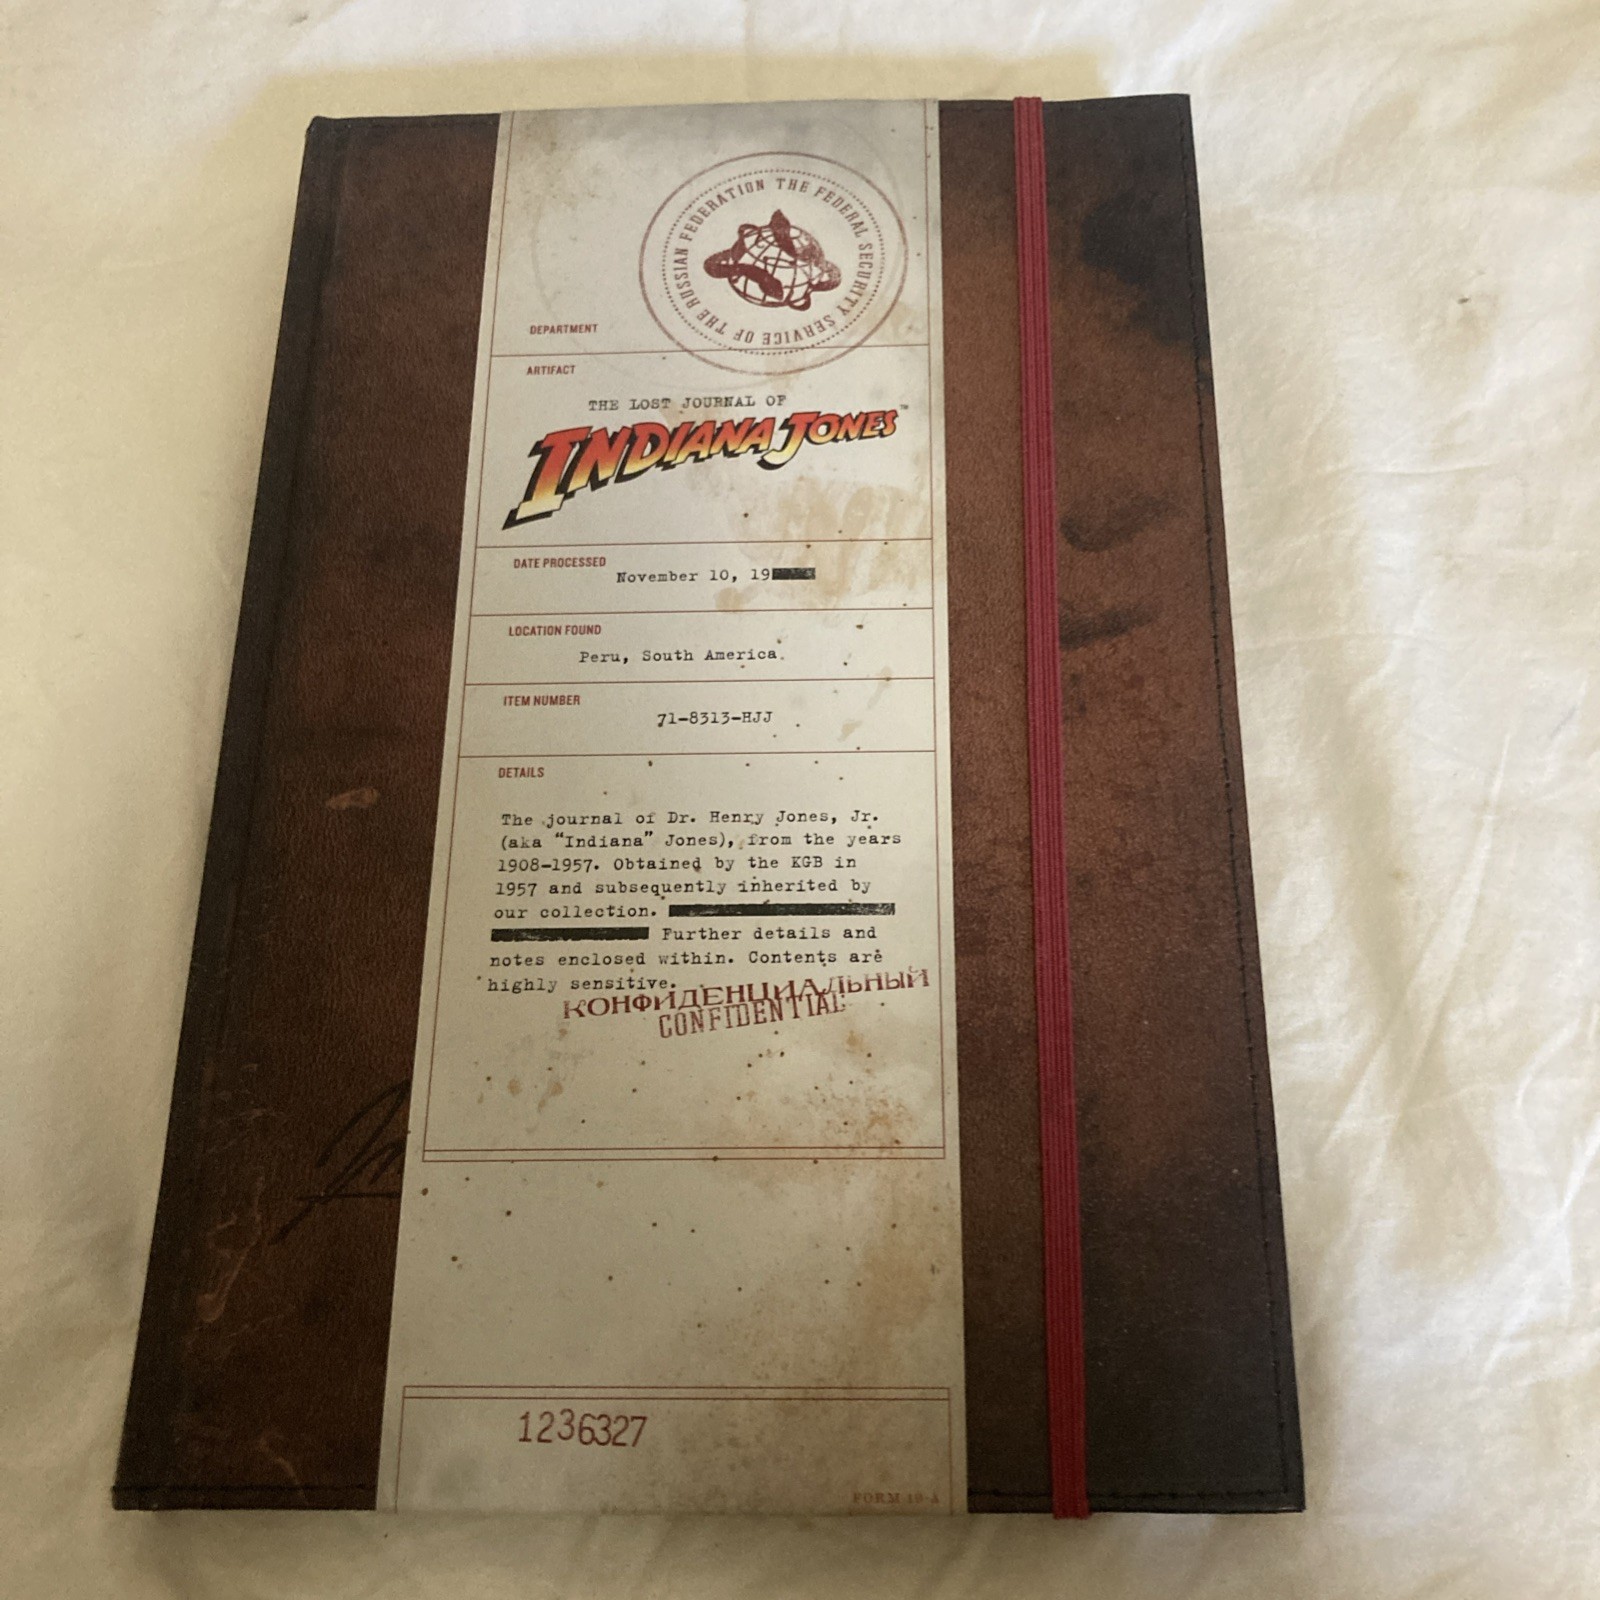 THE FEDERAL SECURITY SERVICE OF THE RUSSIAN FEDERATION
DEPARTMENT
ARTIFACT
THE LOST JOURNAL OF
INDIANA JONES™
DATE PROCESSED
November 10, 19
LOCATION FOUND
Peru, South America
ITEM NUMBER
71-8313-HJJ
DETAILS
The journal of Dr. Henry Jones, Jr.
(aka "Indiana" Jones), from the years
1908-1957. Obtained by the KGB in
1957 and subsequently inherited by
our collection.
Further details and
notes enclosed within. Contents are
highly sensitive.
КОНФИДЕНЦИАЛЬНЫЙ
CONFIDENTIAL
1236327
FORM 19-A